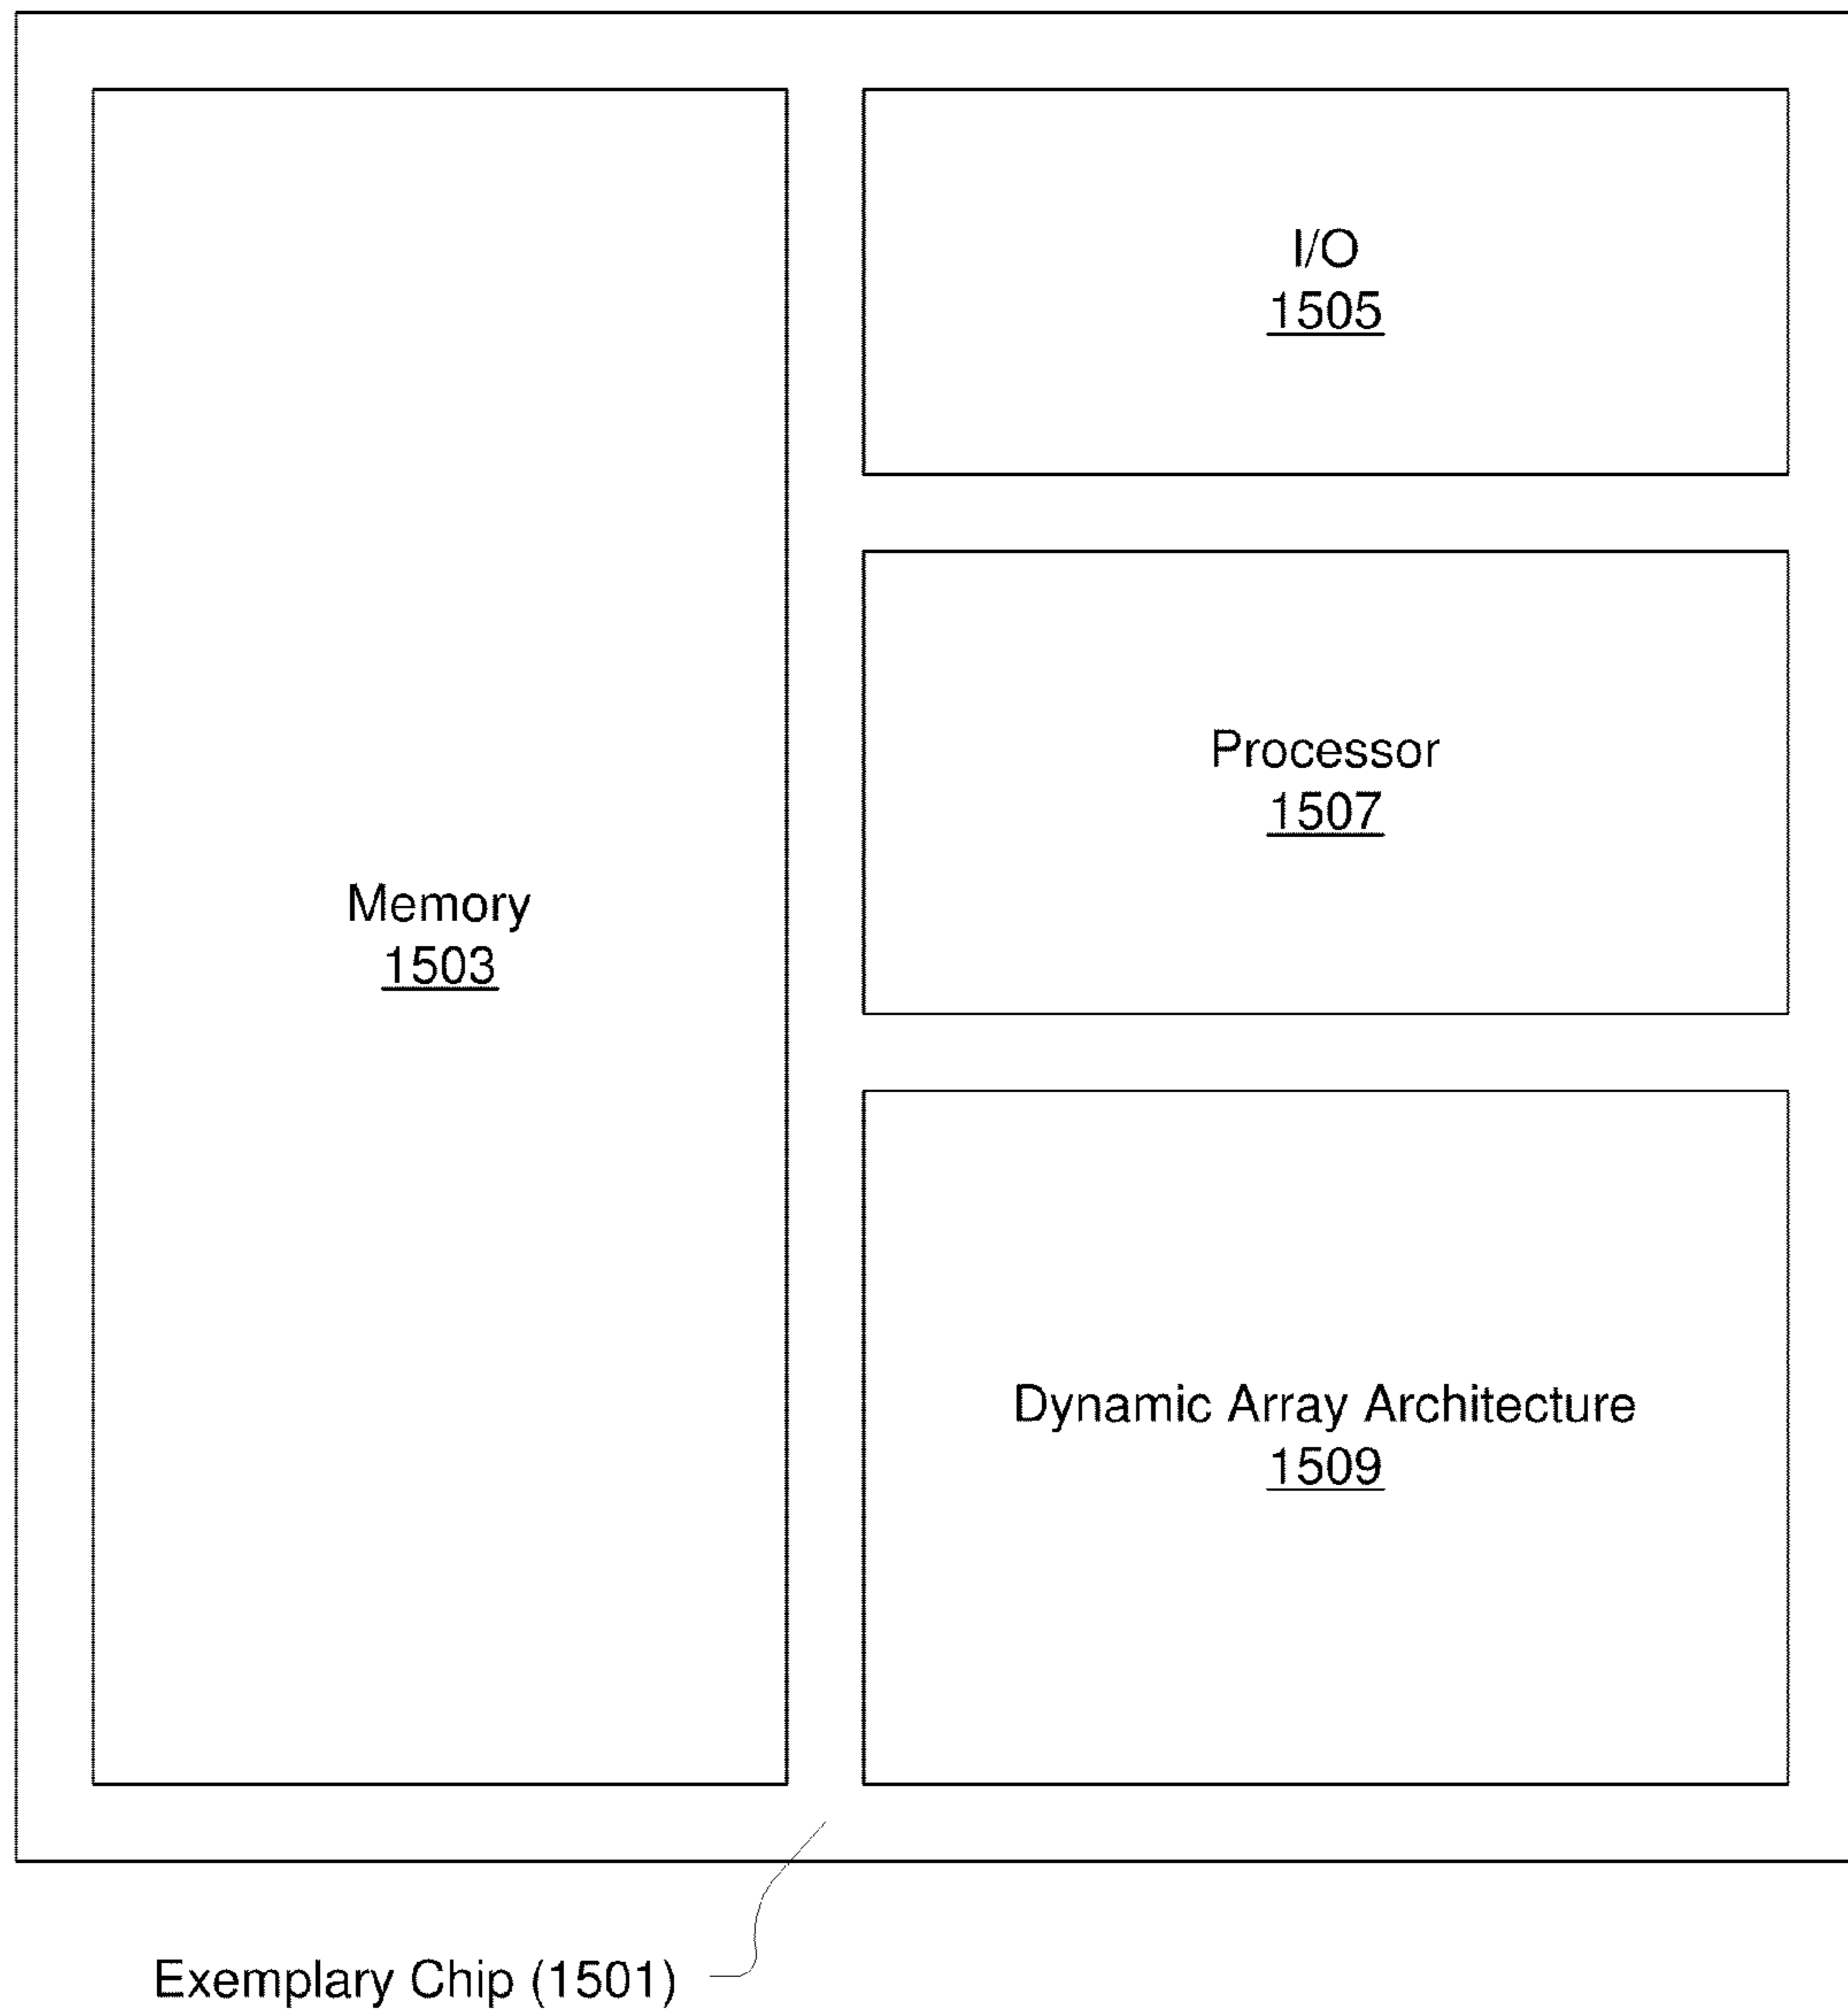 I/O
1505
Processor
1507
Memory
1503
Dynamic Array Architecture
1509
Exemplary Chip (1501)